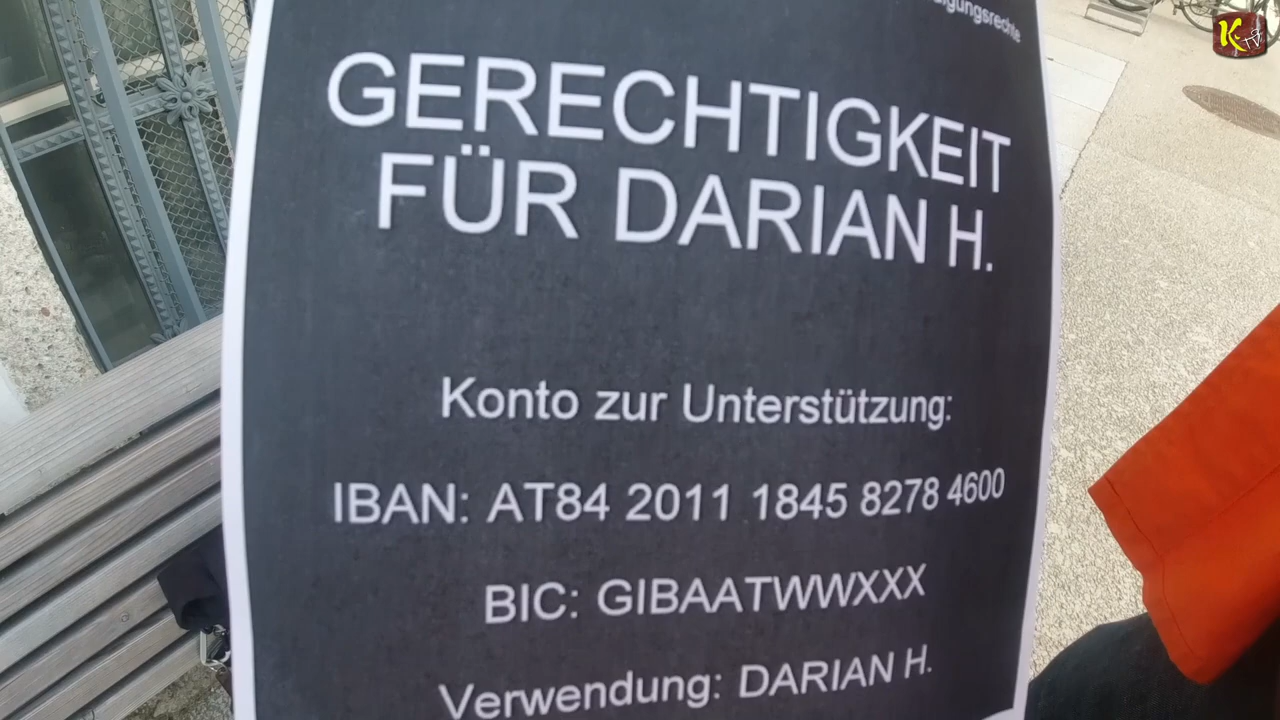 GERECHTIGKEIT
FÜR DARIAN H.
Konto zur Unterstützung:
IBAN: AT84 2011 1845 8278 4600
BIC: GIBAATWWXXX
Verwendung: DARIAN H.